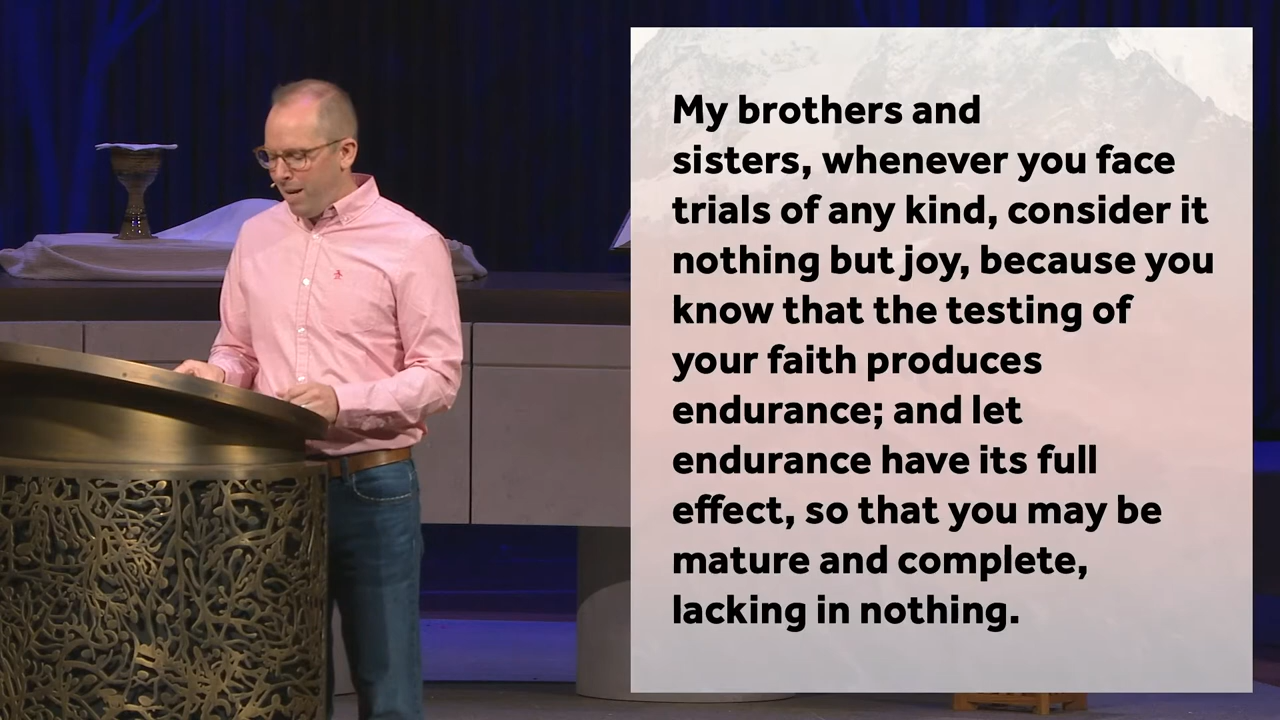 My brothers and
sisters, whenever you face
trials of any kind, consider it
nothing but joy, because you
know that the testing of
your faith produces
endurance; and let
endurance have its full
effect, so that you may be
mature and complete,
lacking in nothing.